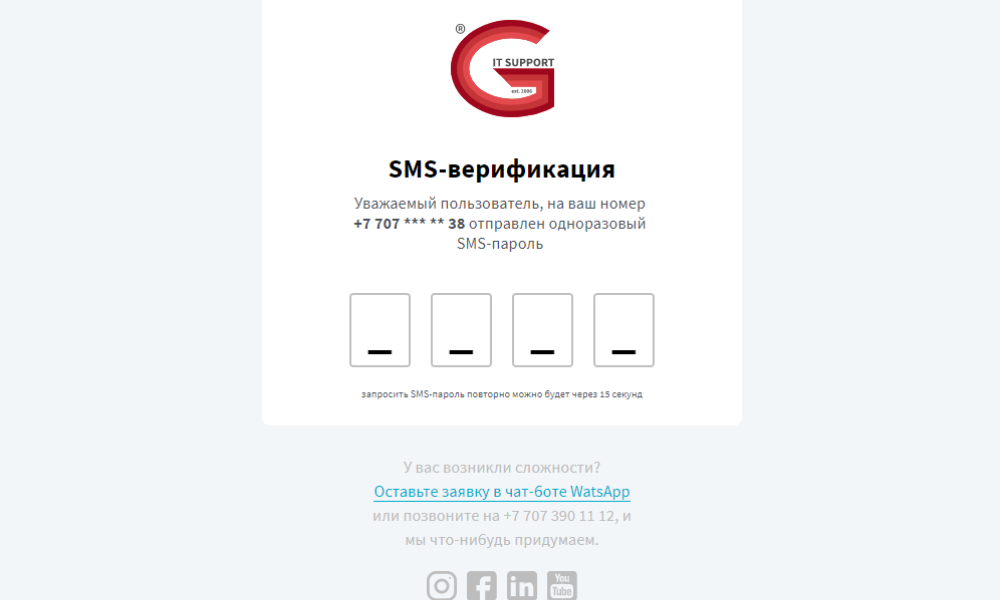 ®
IT SUPPORT
est. 1996
SMS-верификация
Уважаемый пользователь, на ваш номер
+7 707 *** ** 38 отправлен одноразовый
SMS-пароль
запросить SMS-пароль повторно можно будет через 15 секунд
У вас возникли сложности?
Оставьте заявку в чат-боте WatsApp
или позвоните на +7 707 390 11 12, и
мы что-нибудь придумаем.
You
Tube